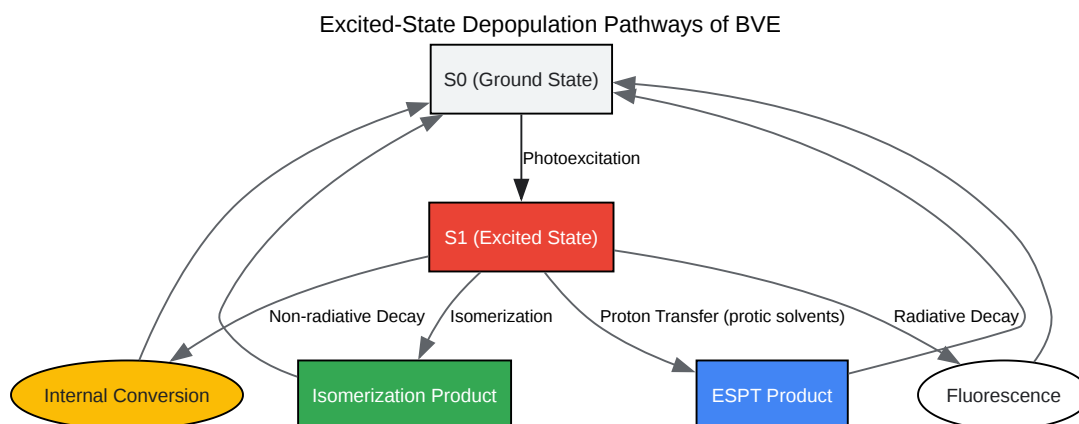 Excited-State Depopulation Pathways of BVE
S0 (Ground State)
Photoexcitation
S1 (Excited State)
Non-radiative Decay
Isomerization
Proton Transfer (protic solvents)
Radiative Decay
Internal Conversion
Isomerization Product
ESPT Product
Fluorescence